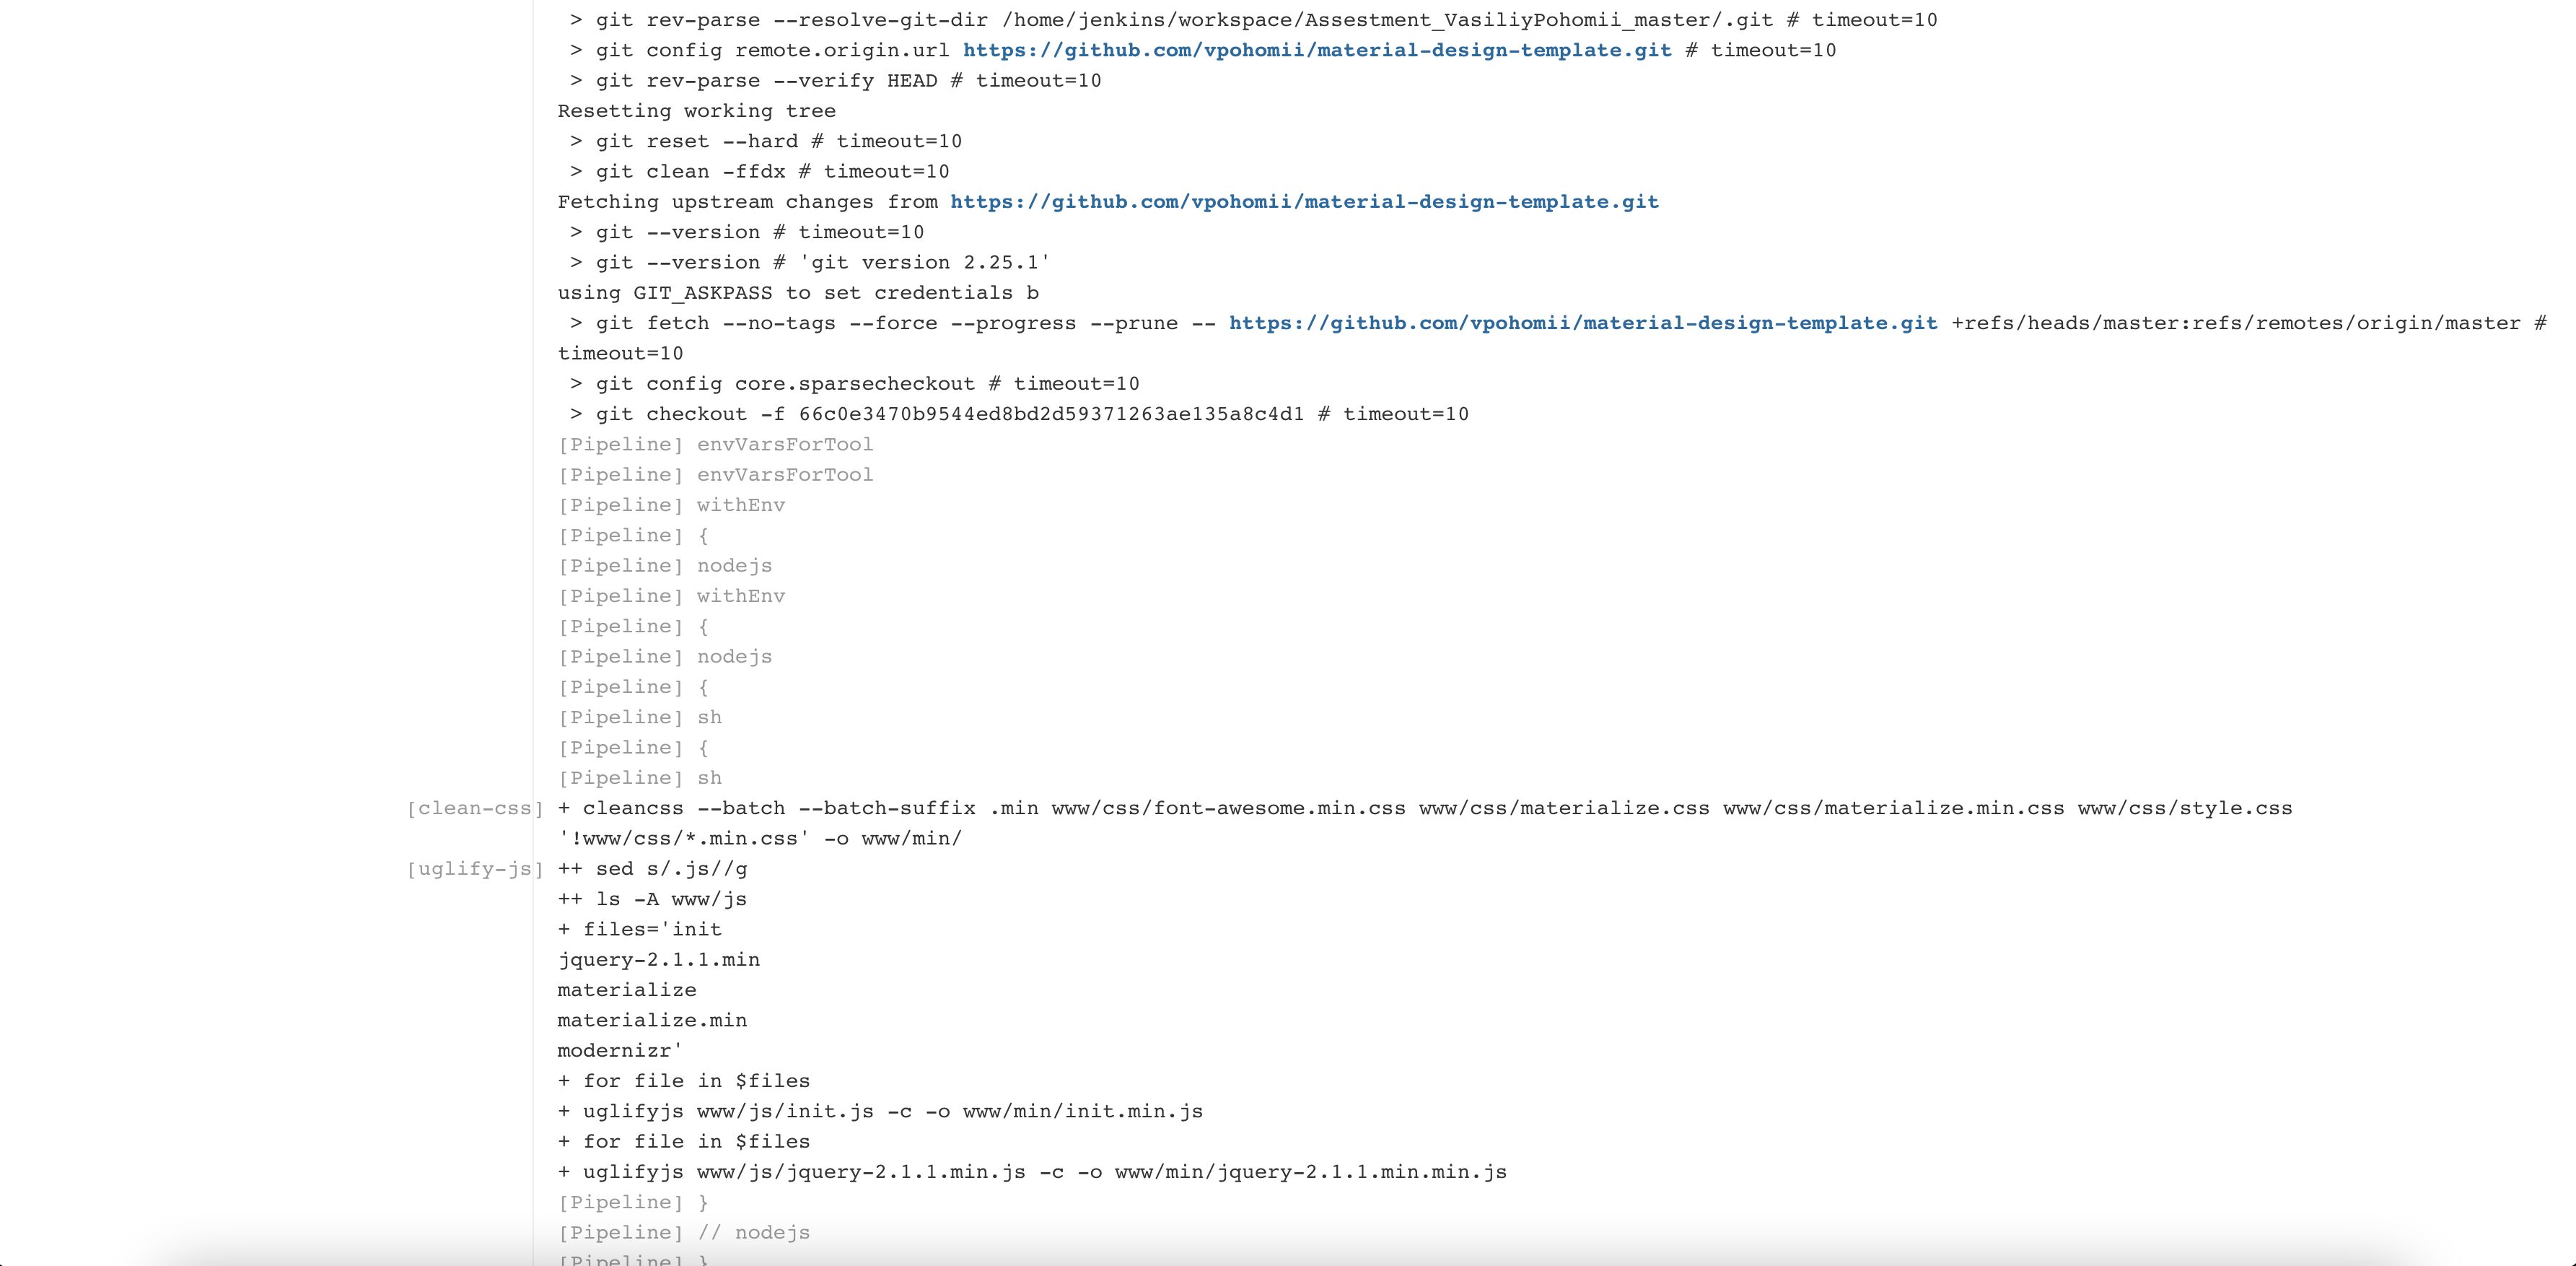 > git rev-parse --resolve-git-dir /home/jenkins/workspace/Assestment_VasiliyPohomii_master/.git # timeout=10
> git config remote.origin.url https://github.com/vpohomii/material-design-template.git # timeout=10
> git rev-parse --verify HEAD # timeout=10
Resetting working tree
> git reset --hard # timeout=10
> git clean -ffdx # timeout=10
Fetching upstream changes from https://github.com/vpohomii/material-design-template.git
> git --version # timeout=10
> git --version # 'git version 2.25.1'
using GIT_ASKPASS to set credentials b
> git fetch --no-tags --force --progress --prune -- https://github.com/vpohomii/material-design-template.git +refs/heads/master:refs/remotes/origin/master #
timeout=10
> git config core.sparsecheckout # timeout=10
> git checkout -f 66c0e3470b9544ed8bd2d59371263ae135a8c4d1 # timeout=10
[Pipeline] envVarsForTool
[Pipeline] envVarsForTool
[Pipeline] withEnv
[Pipeline] {
[Pipeline] nodejs
[Pipeline] withEnv
[Pipeline] {
[Pipeline] nodejs
[Pipeline] {
[Pipeline] sh
[Pipeline] {
[Pipeline] sh
[clean-css] + cleancss --batch --batch-suffix .min www/css/font-awesome.min.css www/css/materialize.css www/css/materialize.min.css www/css/style.css
'!www/css/*.min.css' -o www/min/
[uglify-js] ++ sed s/.js//g
++ ls -A www/js
+ files='init
jquery-2.1.1.min
materialize
materialize.min
modernizr'
+ for file in $files
+ uglifyjs www/js/init.js -c -o www/min/init.min.js
+ for file in $files
+ uglifyjs www/js/jquery-2.1.1.min.js -c -o www/min/jquery-2.1.1.min.min.js
[Pipeline] }
[Pipeline] // nodejs
[Pipeline] }